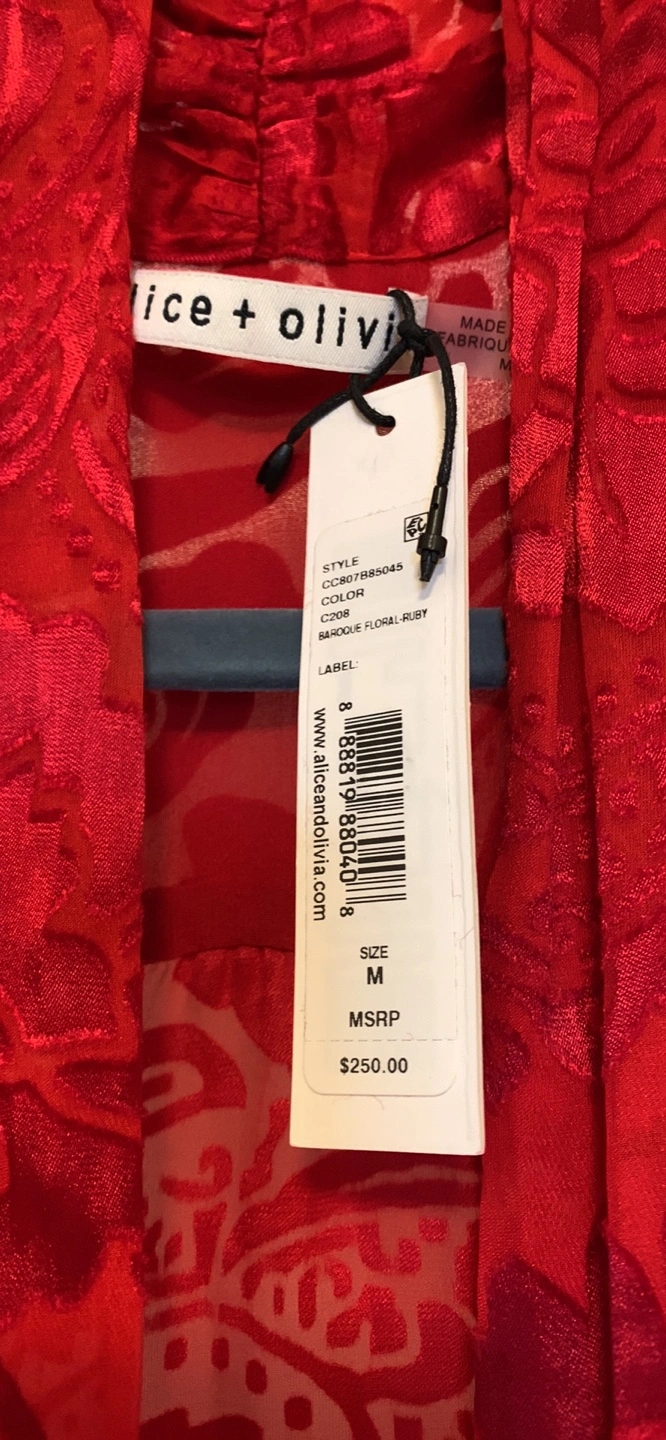 lice + olivi
MADE
FABRIQU
M
STYLE
CC807B85045
COLOR
C208
BAROQUE FLORAL-RUBY
LABEL:
8 88819 88040 8
www.aliceandolivia.com
SIZE
M
MSRP
$250.00